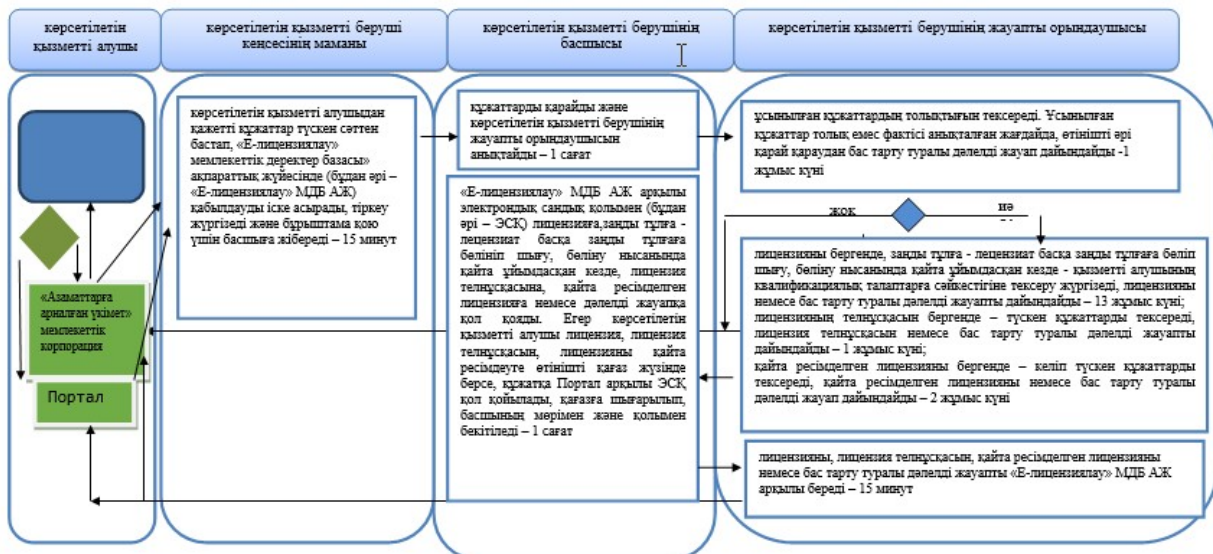 көрсетілетін
қызметті алушы
көрсетілетін қызметті беруші
кеңсесінің маманы
көрсетілетін қызметті берушінің
басшысы
көрсетілетін қызметті берушінің жауапты орындаушысы
көрсетілетін қызметті алушыдан
қажетті құжаттар түскен сәттен
бастап, «Е-лицензиялау»
мемлекеттік деректер базасы»
ақпараттық жүйесінде (бұдан әрі –
«Е-лицензиялау» МДБ АЖ)
қабылдауды іске асырады, тіркеу
жүргізеді және бұрыштама қою
үшін басшыға жібереді – 15 минут
құжаттарды қарайды және
көрсетілетін қызметті берушінің
жауапты орындаушысын
анықтайды – 1 сағат
ұсынылған құжаттардың толықтығын тексереді. Ұсынылған
құжаттар толық емес фактісі анықталған жағдайда, өтінішті әрі
қарай қараудан бас тарту туралы дәлелді жауап дайындайды -1
жұмыс күні
«Е-лицензиялау» МДБ АЖ арқылы
электрондық сандық қолымен (бұдан
әрі – ЭСҚ) лицензияға,заңды тұлға -
лецензиат басқа заңды тұлғаға
бөлініп шығу, бөліну нысанында
қайта ұйымдасқан кезде, лицензия
телнұсқасына, қайта ресімделген
лицензияға немесе дәлелді жауапқа
қол қояды. Егер көрсетілетін
қызметті алушы лицензия, лицензия
телнұсқасын, лицензияны қайта
ресімдеуге өтінішті қағаз жүзінде
берсе, құжатқа Портал арқылы ЭСҚ
қол қойылады, қағазға шығарылып,
басшының мөрімен және қолымен
бекітіледі – 1 сағат
жоқ
иә
лицензияны бергенде, заңды тұлға - лецензиат басқа заңды тұлғаға бөліп
шығу, бөліну нысанында қайта ұйымдасқан кезде - қызметті алушының
квалификациялық талаптарға сәйкестігіне тексеру жүргізеді, лицензияны
немесе бас тарту туралы дәлелді жауапты дайындайды – 13 жұмыс күні;
лицензияның телнұсқасын бергенде – түскен құжаттарды тексереді,
лицензия телнұсқасын немесе бас тарту туралы дәлелді жауапты
дайындайды – 1 жұмыс күні;
қайта ресімделген лицензияны бергенде – келіп түскен құжаттарды
тексереді, қайта ресімделген лицензияны немесе бас тарту туралы
дәлелді жауап дайындайды – 2 жұмыс күні
«Азаматтарға
арналған үкімет»
мемлекеттік
корпорация
Портал
лицензияны, лицензия телнұсқасын, қайта ресімделген лицензияны
немесе бас тарту туралы дәлелді жауапты «Е-лицензиялау» МДБ АЖ
арқылы береді – 15 минут